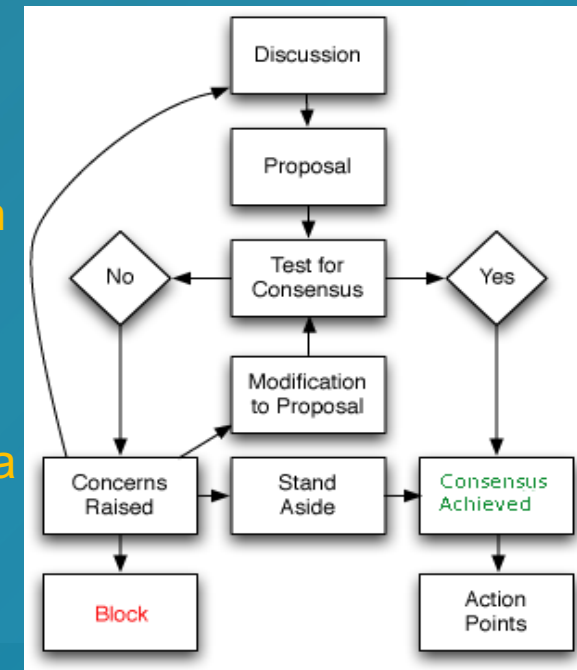 Discussion
Proposal
No
Test for
Consensus
Yes
Modification
to Proposal
Concerns
Raised
Stand
Aside
Consensus
Achieved
Block
Action
Points